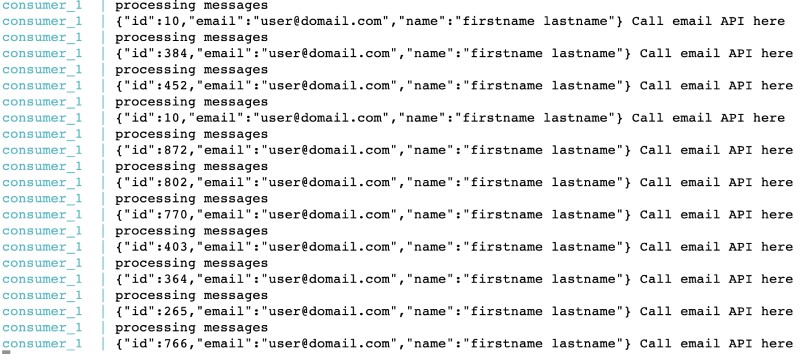 consumer_1 | processing messages
consumer_1 | {"id":10,"email":"user@domail.com","name":"firstname lastname"} Call email API here
consumer_1 | processing messages
consumer_1 | {"id":384,"email":"user@domail.com","name":"firstname lastname"} Call email API here
consumer_1 | processing messages
consumer_1 | {"id":452,"email":"user@domail.com","name":"firstname lastname"} Call email API here
consumer_1 | processing messages
consumer_1 | {"id":10,"email":"user@domail.com","name":"firstname lastname"} Call email API here
consumer_1 | processing messages
consumer_1 | {"id":872,"email":"user@domail.com","name":"firstname lastname"} Call email API here
consumer_1 | processing messages
consumer_1 | {"id":802,"email":"user@domail.com","name":"firstname lastname"} Call email API here
consumer_1 | processing messages
consumer_1 | {"id":770,"email":"user@domail.com","name":"firstname lastname"} Call email API here
consumer_1 | processing messages
consumer_1 | {"id":403,"email":"user@domail.com","name":"firstname lastname"} Call email API here
consumer_1 | processing messages
consumer_1 | {"id":364,"email":"user@domail.com","name":"firstname lastname"} Call email API here
consumer_1 | processing messages
consumer_1 | {"id":265,"email":"user@domail.com","name":"firstname lastname"} Call email API here
consumer_1 | processing messages
consumer_1 | {"id":766,"email":"user@domail.com","name":"firstname lastname"} Call email API here